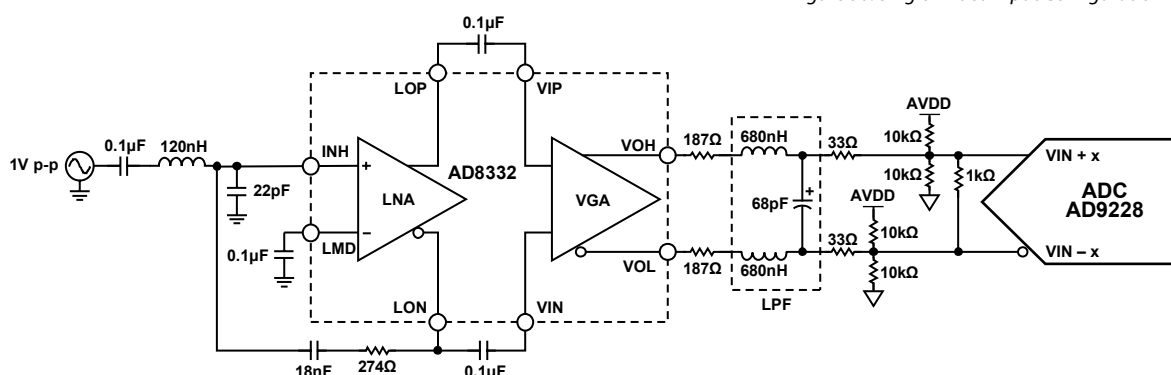 0.1µF
LOP
VIP
AVDD
0.1µF
120nH
187Ω
680nH
33Ω
10kΩ
1V p-p
INH
VOH
VIN + x
22pF
LNA
AD8332
VGA
68pF
+
10kΩ
1kΩ
ADC
AD9228
AVDD
LMD
0.1µF
VOL
10kΩ
VIN – x
187Ω
680nH
33Ω
10kΩ
LON
VIN
LPF
18nF
274Ω
0.1µF